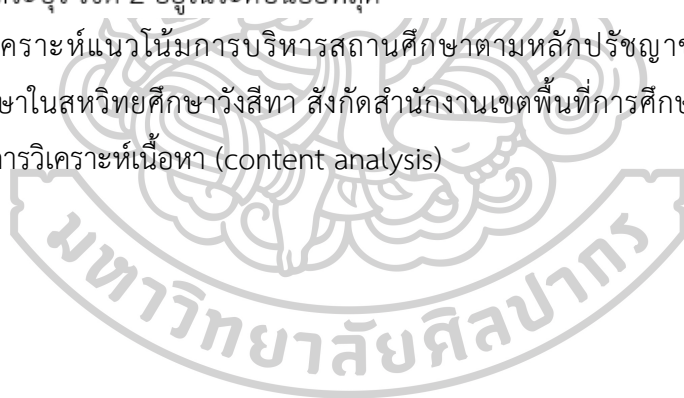 เคราะห์แนวโน้มการบริหารสถานศึกษาตามหลักปรัชญา
ษาในสหวิทยศึกษาวังสีทา สังกัดสำนักงานเขตพื้นที่การศึก
การวิเคราะห์เนื้อหา (content analysis)
มหาวิทยาลัยศิลปากร